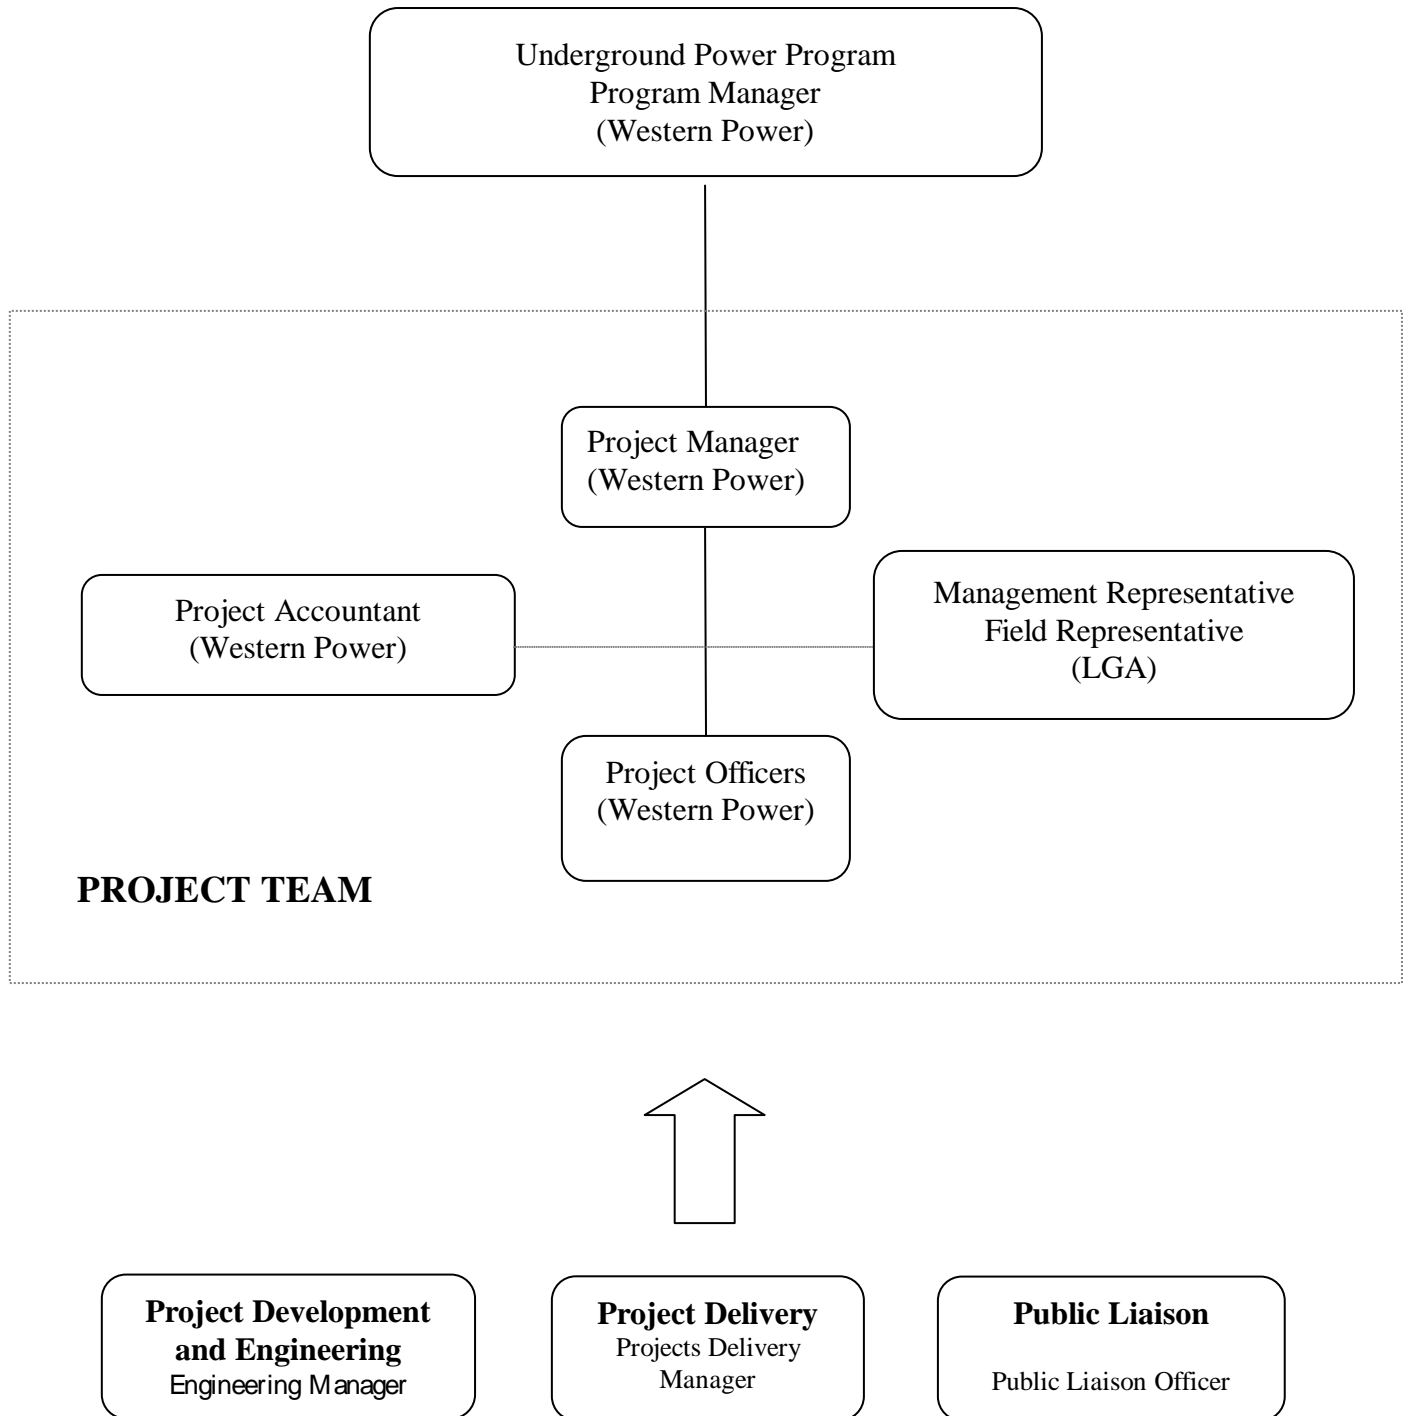 Underground Power Program
Program Manager
(Western Power)
Project Manager
(Western Power)
Project Accountant
(Western Power)
Management Representative
Field Representative
(LGA)
Project Officers
(Western Power)
PROJECT TEAM
Project Development
and Engineering
Engineering Manager
Project Delivery
Projects Delivery
Manager
Public Liaison
Public Liaison Officer